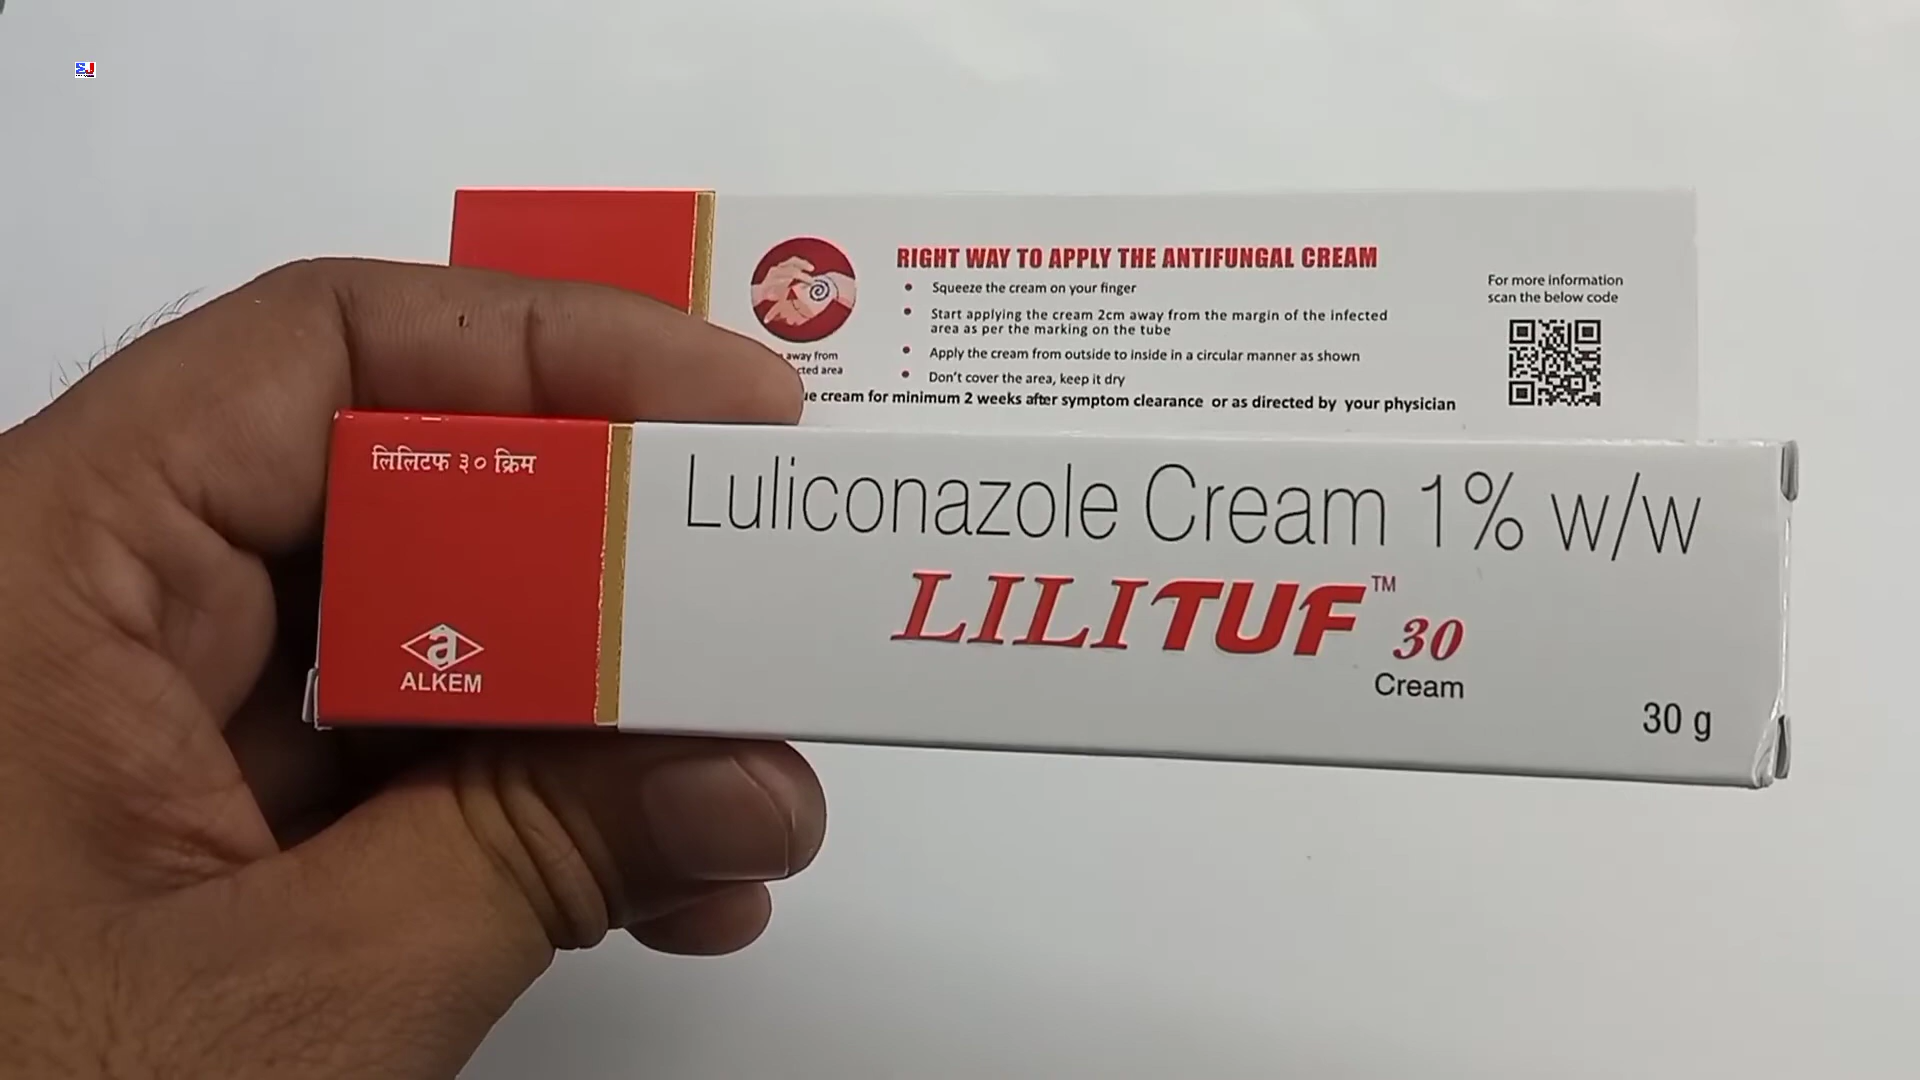 RIGHT WAY TO APPLY THE ANTIFUNGAL CREAM
• Squeeze the cream on your finger
• Start applying the cream 2cm away from the margin of the infected
area as per the marking on the tube
• Apply the cream from outside to inside in a circular manner as shown
• Don't cover the area, keep it dry
cream for minimum 2 weeks after symptom clearance or as directed by your physician
away from
area
For more information
scan the below code
लिलिटफ ३० क्रिम
a
ALKEM
Luliconazole Cream 1% w/w
LILITUF™ 30
Cream
30 g